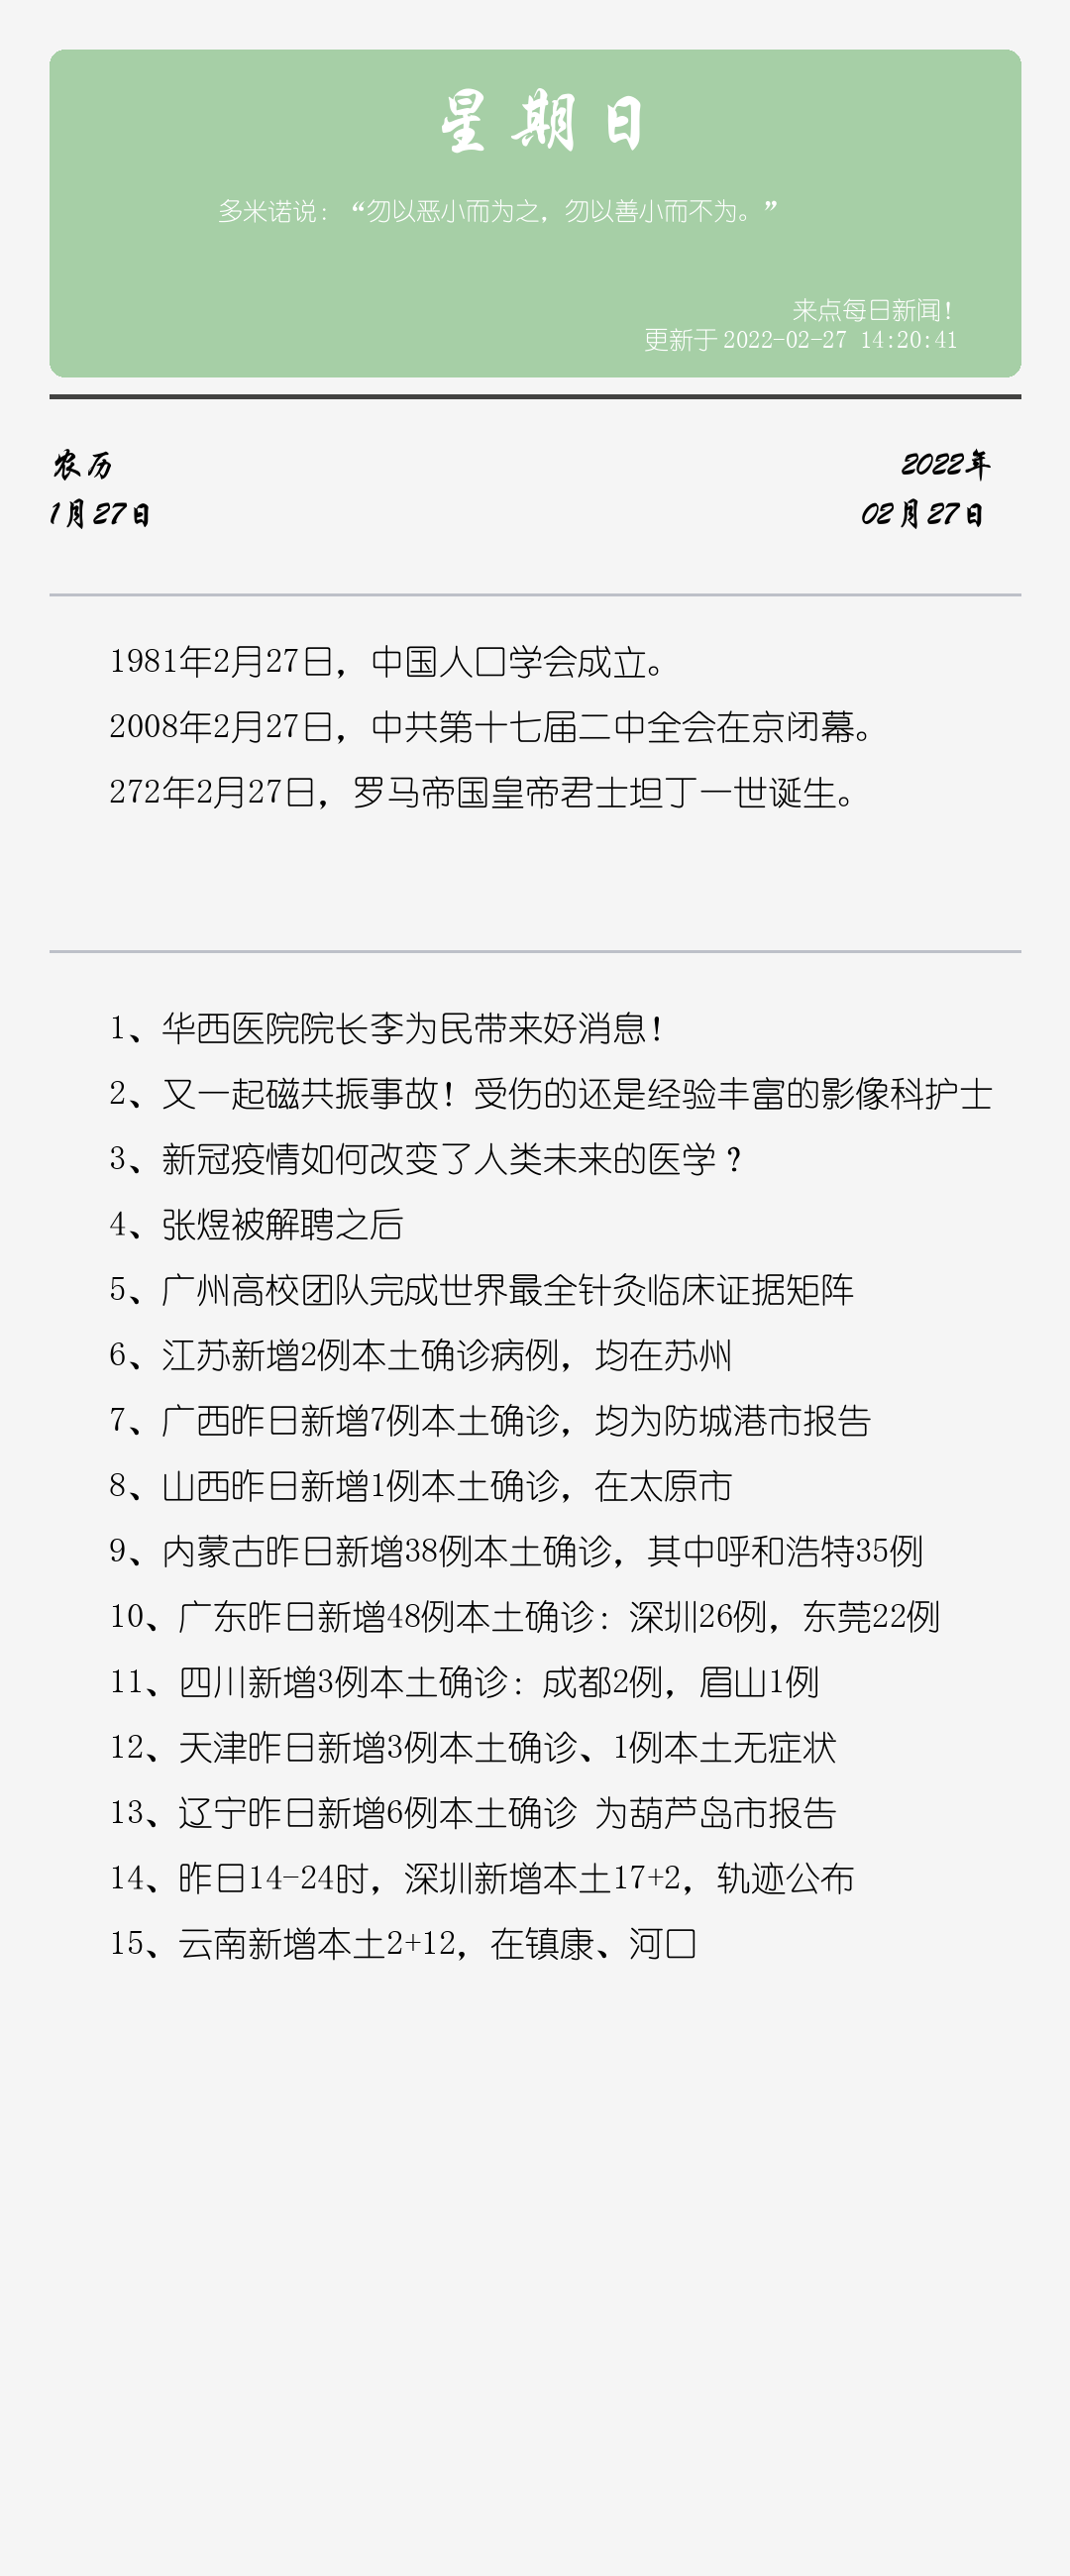 星期日
多米诺说：“勿以恶小而为之，勿以善小而不为。”
来点每日新闻！
更新于2022-02-27 14:20:41
农历
1月27日
2022年
02月27日
1981年2月27日，中国人口学会成立。
2008年2月27日，中共第十七届二中全会在京闭幕。
272年2月27日，罗马帝国皇帝君士坦丁一世诞生。
1、华西医院院长李为民带来好消息！
2、又一起磁共振事故！受伤的还是经验丰富的影像科护士
3、新冠疫情如何改变了人类未来的医学？
4、张煜被解聘之后
5、广州高校团队完成世界最全针灸临床证据矩阵
6、江苏新增2例本土确诊病例，均在苏州
7、广西昨日新增7例本土确诊，均为防城港市报告
8、山西昨日新增1例本土确诊，在太原市
9、内蒙古昨日新增38例本土确诊，其中呼和浩特35例
10、广东昨日新增48例本土确诊：深圳26例，东莞22例
11、四川新增3例本土确诊：成都2例，眉山1例
12、天津昨日新增3例本土确诊、1例本土无症状
13、辽宁昨日新增6例本土确诊 为葫芦岛市报告
14、昨日14-24时，深圳新增本土17+2，轨迹公布
15、云南新增本土2+12，在镇康、河口